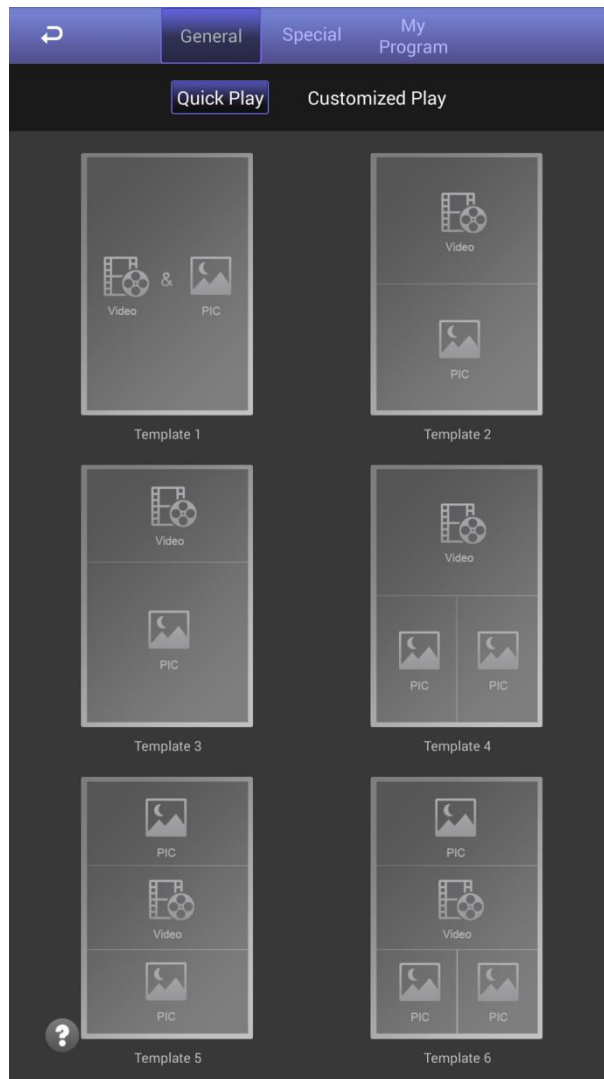 General
Special
My
Program
Quick Play
Customized Play
Video
&
PIC
Template 1
Video
PIC
Template 2
Video
PIC
Template 3
Video
PIC
PIC
Template 4
PIC
Video
PIC
Template 5
PIC
Video
PIC
PIC
Template 6
?